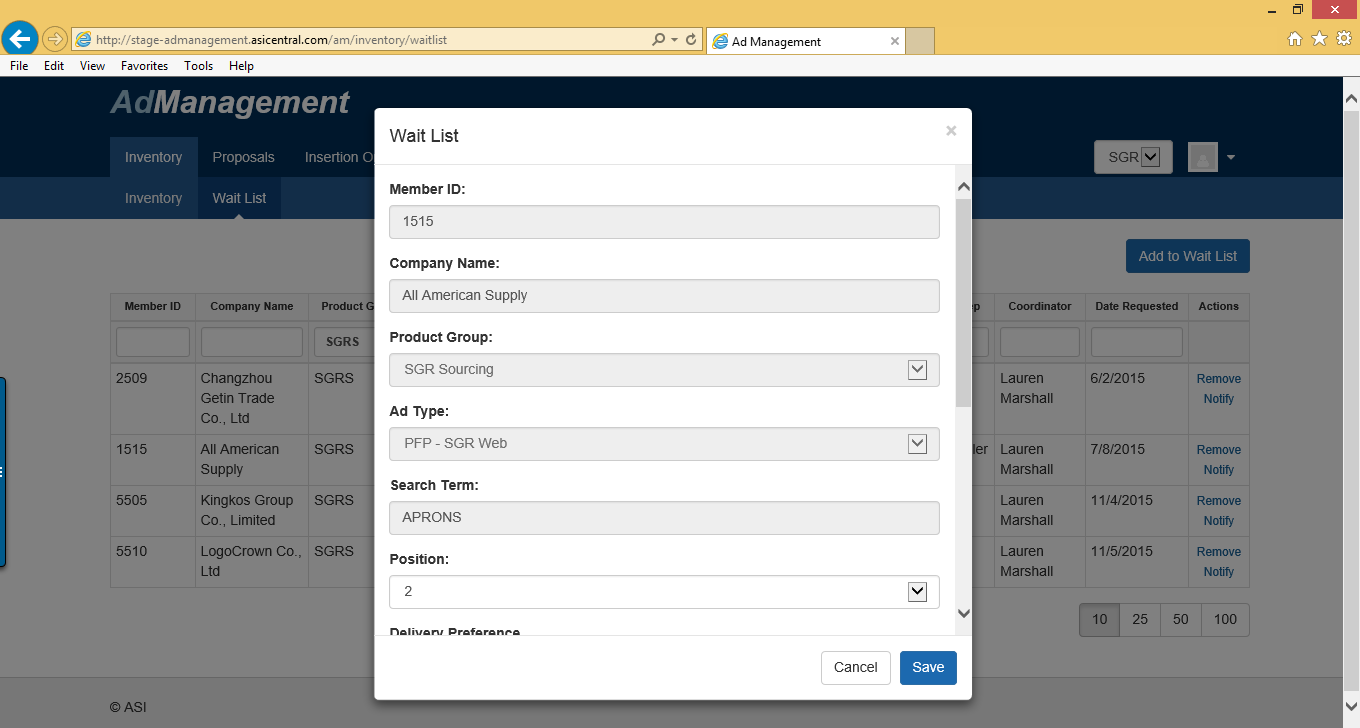 http://stage-admanagement.asicentral.com/am/inventory/waitlist
Ad Management
File Edit View Favorites Tools Help
AdManagement
Inventory Proposals Insertion O
SGR
Inventory Wait List
Add to Wait List
Member ID Company Name Product G
Coordinator Date Requested Actions
SGRS
2509 Changzhou Getin Trade Co., Ltd SGRS Lauren Marshall 6/2/2015 Remove Notify
1515 All American Supply SGRS ler Lauren Marshall 7/8/2015 Remove Notify
5505 Kingkos Group Co., Limited SGRS Lauren Marshall 11/4/2015 Remove Notify
5510 LogoCrown Co., Ltd SGRS Lauren Marshall 11/5/2015 Remove Notify
10 25 50 100
© ASI
Wait List
Member ID:
1515
Company Name:
All American Supply
Product Group:
SGR Sourcing
Ad Type:
PFP - SGR Web
Search Term:
APRONS
Position:
2
Delivery Preference
Cancel Save